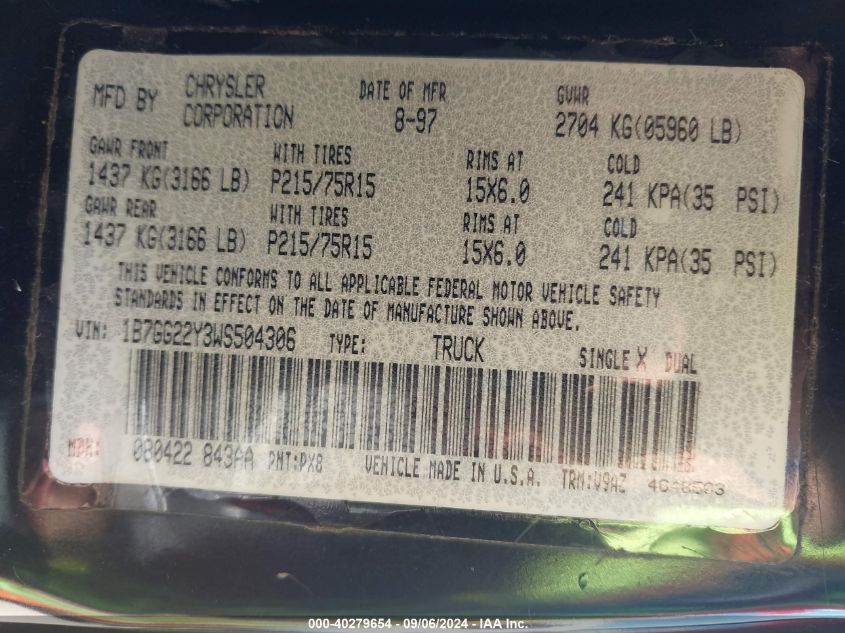 MFD BY CHRYSLER CORPORATION DATE OF MFR 8-97 GVWR 2704 KG(05960 LB)
GAWR FRONT WITH TIRES RIMS AT COLD
1437 KG(3166 LB) P215/75R15 15X6.0 241 KPA(35 PSI)
GAWR REAR WITH TIRES RIMS AT COLD
1437 KG(3166 LB) P215/75R15 15X6.0 241 KPA(35 PSI)
THIS VEHICLE CONFORMS TO ALL APPLICABLE FEDERAL MOTOR VEHICLE SAFETY
STANDARDS IN EFFECT ON THE DATE OF MANUFACTURE SHOWN ABOVE.
VIN: 1B7GG22Y3WS504306 TYPE: TRUCK SINGLE X DUAL
MDH: 080422 843AA PNT:PX8 VEHICLE MADE IN U.S.A. TRM:V9AZ
000-40279654 - 09/06/2024 - IAA Inc.